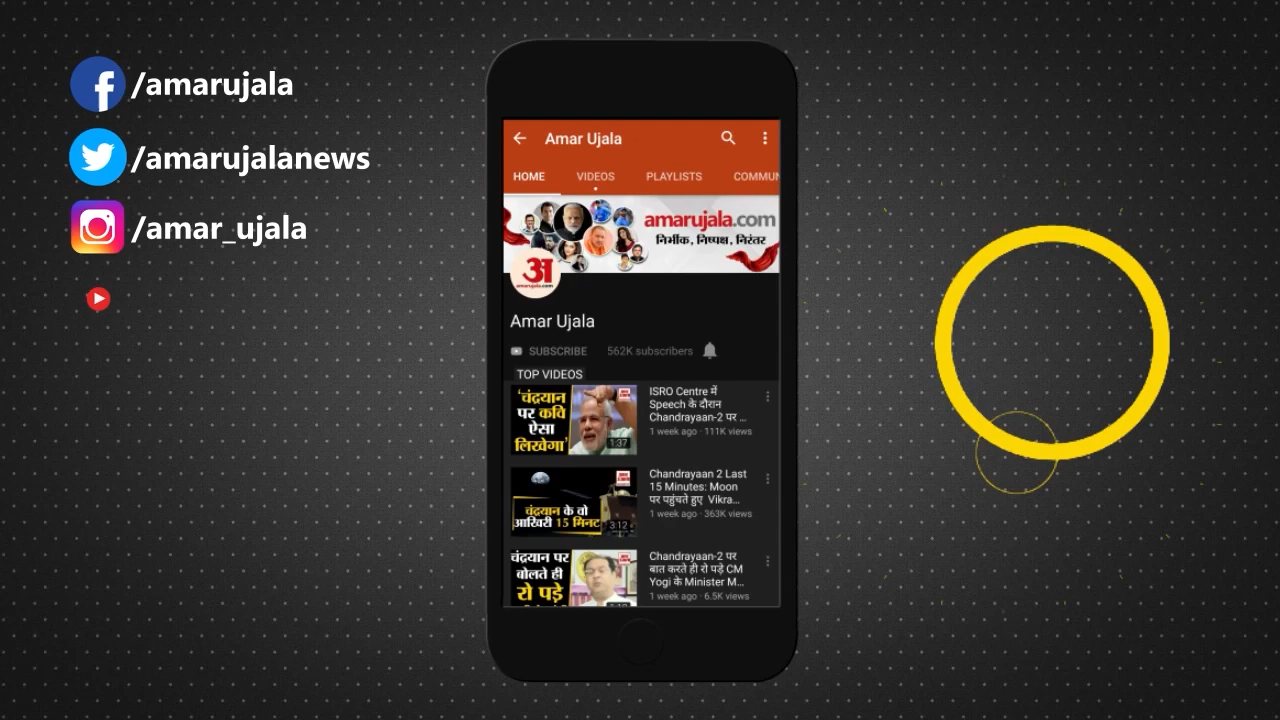 /amarujala
/amarujalanews
/amar_ujala
Amar Ujala
HOME VIDEOS PLAYLISTS COMMUN
amarujala.com
निर्भीक, निष्पक्ष, निरंतर
अ
amarujala.com
Amar Ujala
SUBSCRIBE 562K subscribers
TOP VIDEOS
'चंद्रयान
पर कवि
ऐसा
लिखेगा'
1:37
ISRO Centre में
Speech के दौरान
Chandrayaan-2 पर ...
1 week ago · 111K views
चंद्रयान के वो
आखिरी 15 मिनट
3:12
Chandrayaan 2 Last
15 Minutes: Moon
पर पहुंचते हुए Vikra...
1 week ago · 363K views
चंद्रयान पर
बोलते ही
रो पड़े
Chandrayaan-2 पर
बात करते ही रो पड़े CM
Yogi के Minister M...
1 week ago · 6.5K views